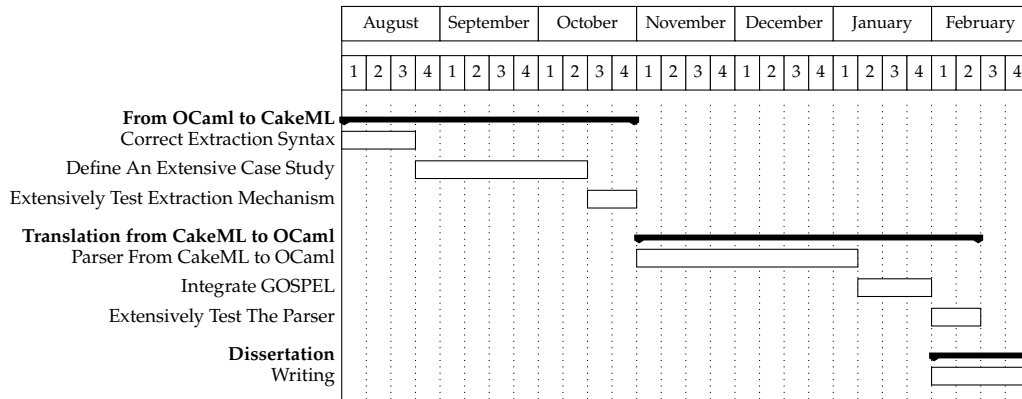 August September October November December January February
1 2 3 4 1 2 3 4 1 2 3 4 1 2 3 4 1 2 3 4 1 2 3 4 1 2 3 4
From OCaml to CakeML
Correct Extraction Syntax
Define An Extensive Case Study
Extensively Test Extraction Mechanism
Translation from CakeML to OCaml
Parser From CakeML to OCaml
Integrate GOSPEL
Extensively Test The Parser
Dissertation
Writing